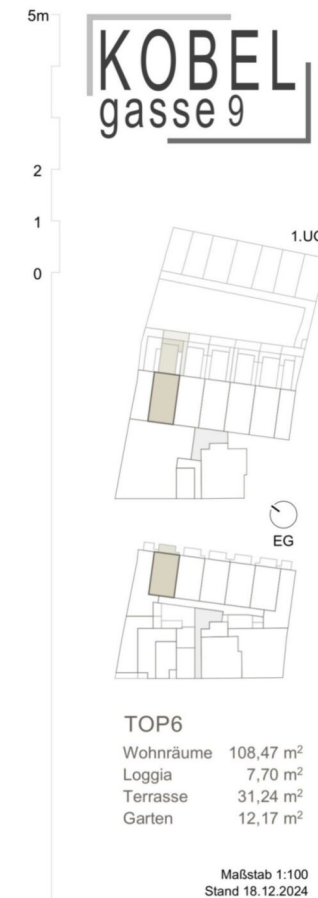 5m
KOBEL
gasse 9
2
1
0
1.UG
EG
TOP6
Wohnräume 108,47 m²
Loggia 7,70 m²
Terrasse 31,24 m²
Garten 12,17 m²
Maßstab 1:100
Stand 18.12.2024